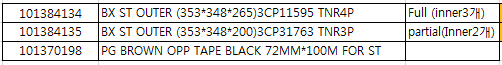 101384134 BX ST OUTER (353*348*265)3CP11595 TNR4P Full (inner3개)
101384135 BX ST OUTER (353*348*200)3CP31763 TNR3P partial(Inner2개)
101370198 PG BROWN OPP TAPE BLACK 72MM*100M FOR ST